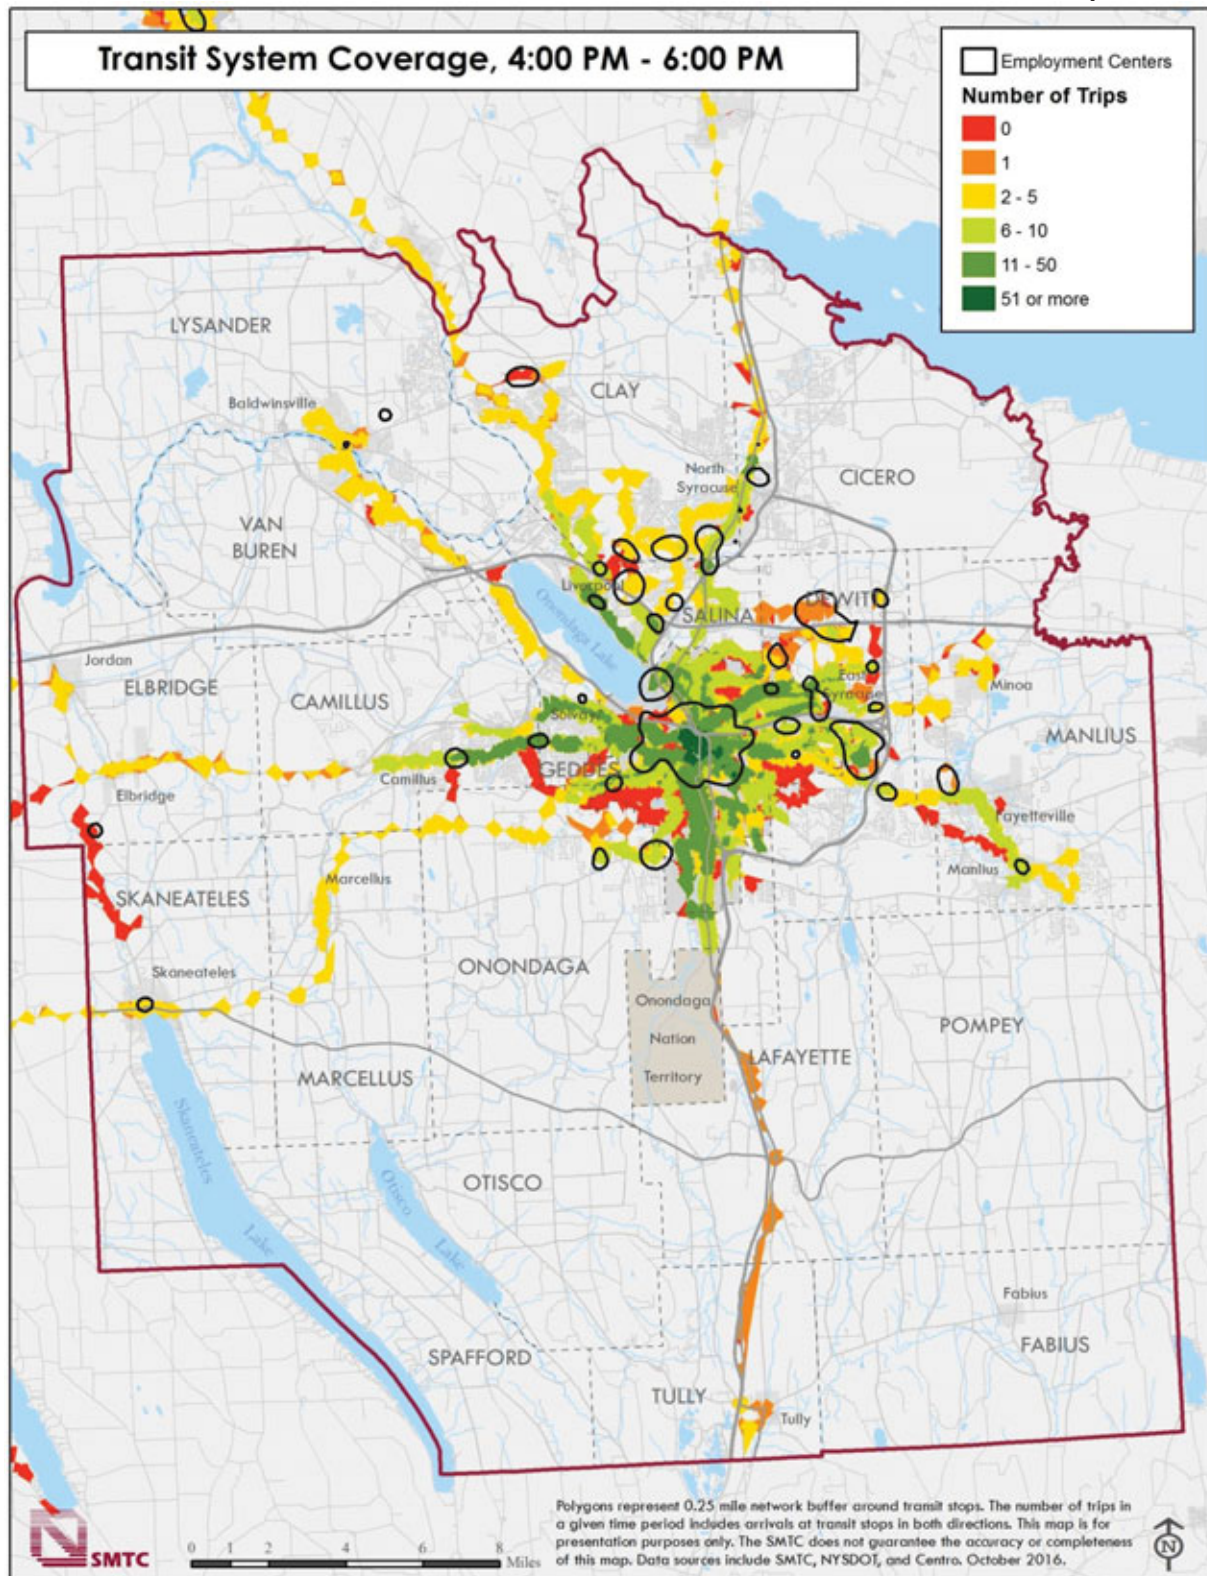 Transit System Coverage, 4:00 PM - 6:00 PM
Employment Centers
Number of Trips
0
1
2 - 5
6 - 10
11 - 50
51 or more
LYSANDER
CLAY
Baldwinsville
North
Syracuse
CICERO
VAN
BUREN
Liverpool
Onondaga Lake
SALINA
DEWITT
Jordan
ELBRIDGE
CAMILLUS
East
Syracuse
Minoa
Solvay
MANLIUS
GEDDES
Camillus
Elbridge
Fayetteville
Manlius
SKANEATELES
Marcellus
Skaneateles
ONONDAGA
Onondaga
Nation
Territory
POMPEY
LAFAYETTE
MARCELLUS
Skaneateles
Lake
Otisco
Lake
OTISCO
Fabius
FABIUS
SPAFFORD
TULLY
Tully
Polygons represent 0.25 mile network buffer around transit stops. The number of trips in
a given time period includes arrivals at transit stops in both directions. This map is for
presentation purposes only. The SMTC does not guarantee the accuracy or completeness
of this map. Data sources include SMTC, NYSDOT, and Centro. October 2016.
SMTC
0 2 4 6 8
Miles
N